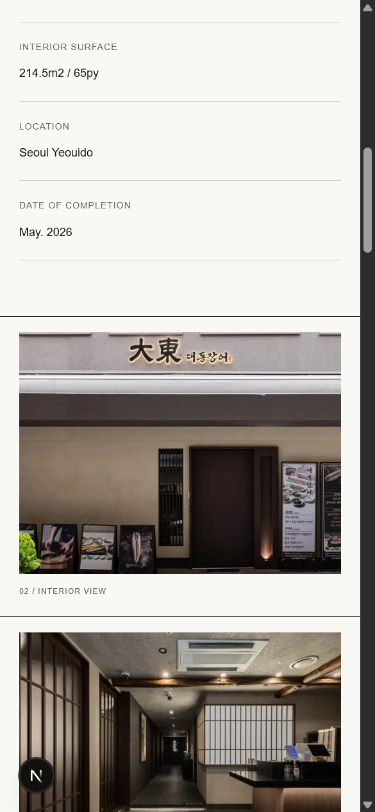 INTERIOR SURFACE
214.5m2 / 65py
LOCATION
Seoul Yeouido
DATE OF COMPLETION
May. 2026
大東 대동장어
02 / INTERIOR VIEW
N